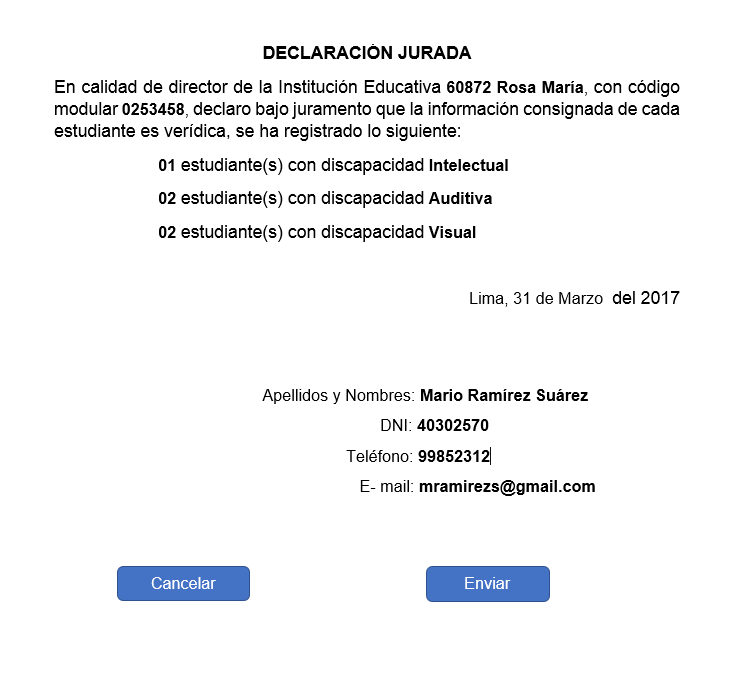 DECLARACIÓN JURADA
En calidad de director de la Institución Educativa 60872 Rosa María, con código
modular 0253458, declaro bajo juramento que la información consignada de cada
estudiante es verídica, se ha registrado lo siguiente:
01 estudiante(s) con discapacidad Intelectual
02 estudiante(s) con discapacidad Auditiva
02 estudiante(s) con discapacidad Visual
Lima, 31 de Marzo del 2017
Apellidos y Nombres: Mario Ramírez Suárez
DNI: 40302570
Teléfono: 99852312
E- mail: mramirezs@gmail.com
Cancelar Enviar